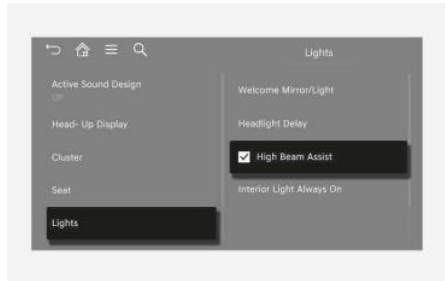 Lights
Active Sound Design
Off
Welcome Mirror/Light
Head- Up Display
Headlight Delay
Cluster
High Beam Assist
Seat
Interior Light Always On
Lights